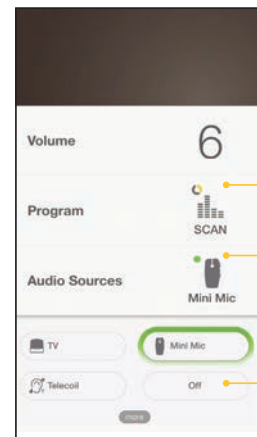 Volume 6
Program
SCAN
Audio Sources
Mini Mic
TV Mini Mic
Telecoil Off
more